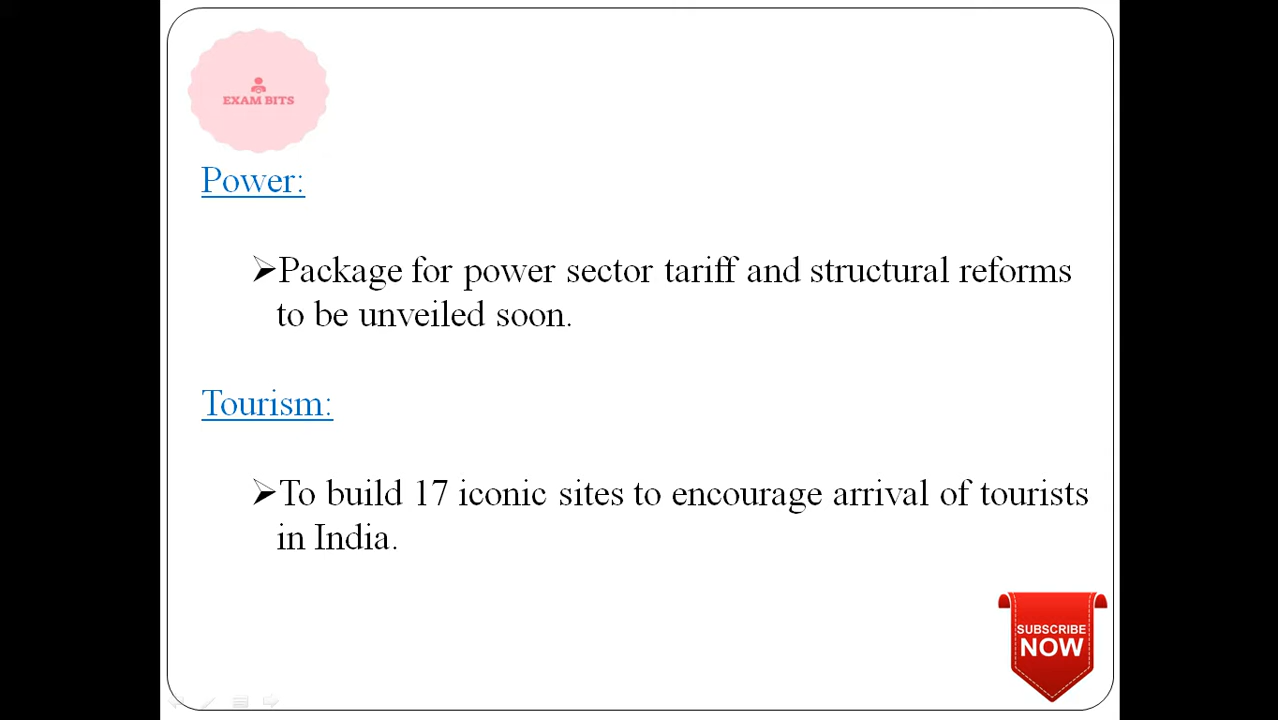 EXAM BITS
Power:
➢Package for power sector tariff and structural reforms
to be unveiled soon.
Tourism:
➢To build 17 iconic sites to encourage arrival of tourists
in India.
SUBSCRIBE
NOW